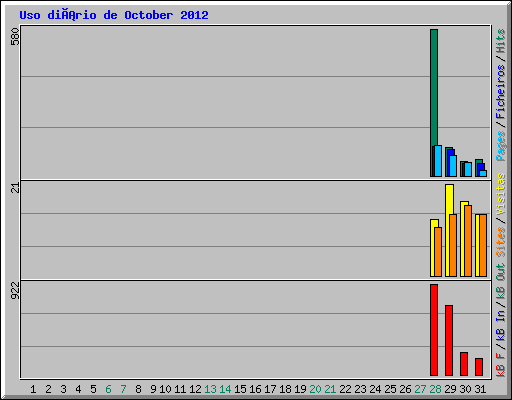 Uso diÃ¡rio de October 2012
580
21
922
Pages / Ficheiros / Hits
Sites / Visitas
kB F / kB In / kB Out
1 2 3 4 5 6 7 8 9 10 11 12 13 14 15 16 17 18 19 20 21 22 23 24 25 26 27 28 29 30 31